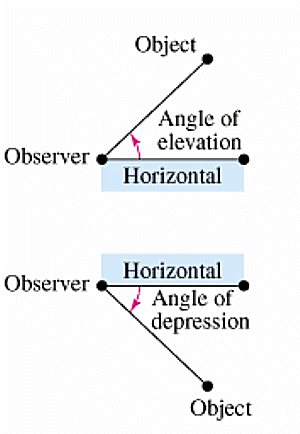 Object
Angle of
elevation
Observer
Horizontal
Horizontal
Observer
Angle of
depression
Object